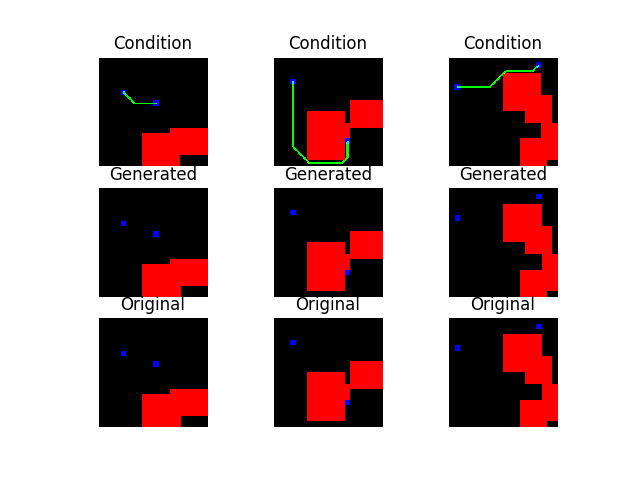 Condition Condition Condition
Generated Generated Generated
Original Original Original